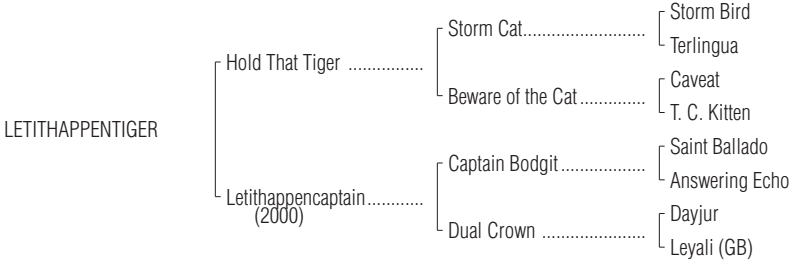 Storm Bird
Storm Cat..........................
Terlingua
Hold That Tiger ................
Caveat
Beware of the Cat..............
T. C. Kitten
LETITHAPPENTIGER
Saint Ballado
Captain Bodgit..................
Answering Echo
Letithappencaptain............
(2000)
Dayjur
Dual Crown ......................
Leyali (GB)